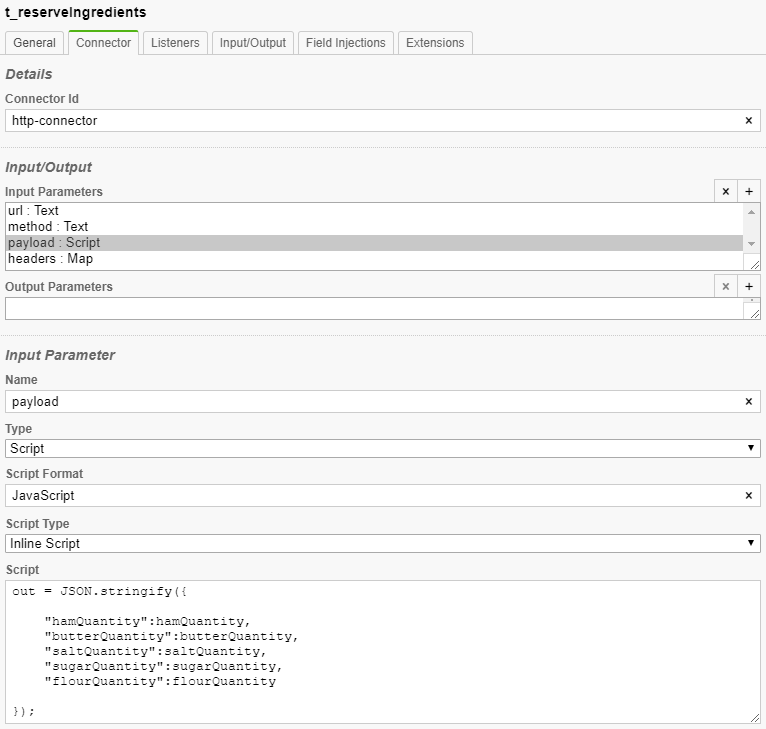 t_reserveIngredients
General Connector Listeners Input/Output Field Injections Extensions
Details
Connector Id
http-connector ×
Input/Output
Input Parameters × +
url : Text
method : Text
payload : Script
headers : Map
Output Parameters × +
Input Parameter
Name
payload ×
Type
Script
Script Format
JavaScript ×
Script Type
Inline Script
Script
out = JSON.stringify({
"hamQuantity":hamQuantity,
"butterQuantity":butterQuantity,
"saltQuantity":saltQuantity,
"sugarQuantity":sugarQuantity,
"flourQuantity":flourQuantity
});